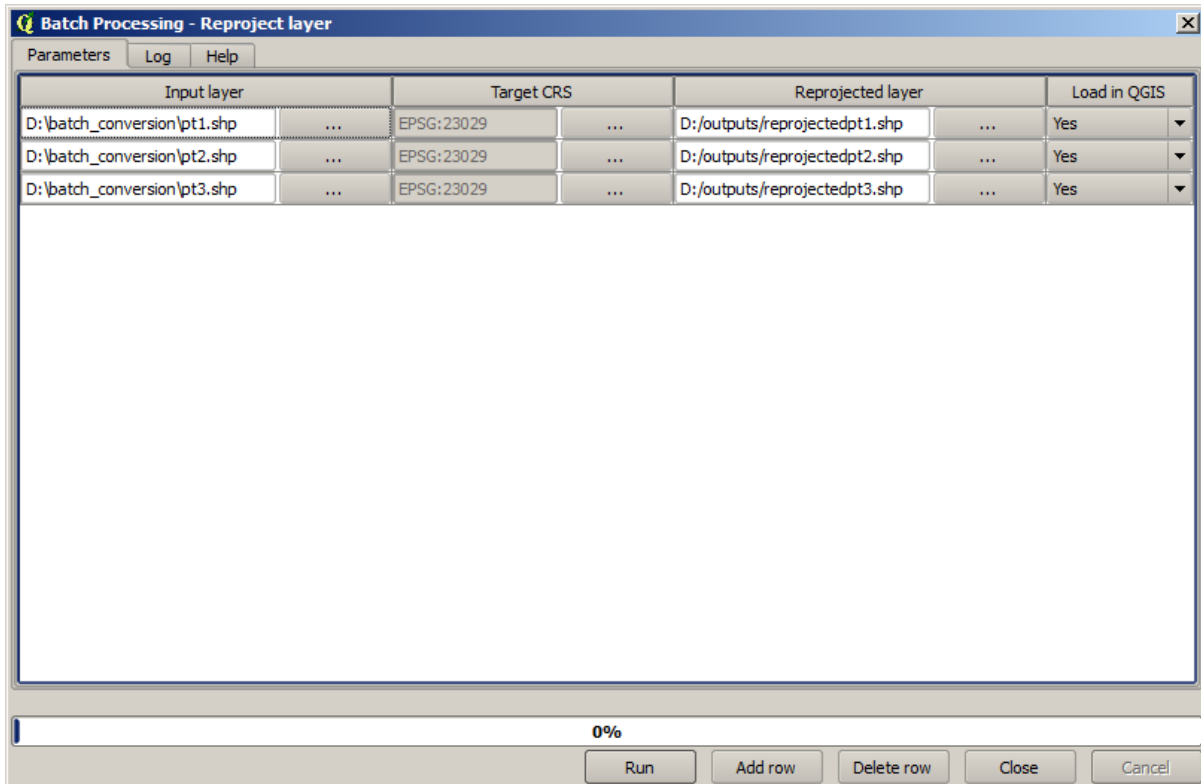 Batch Processing - Reproject layer
Parameters Log Help
Input layer Target CRS Reprojected layer Load in QGIS
D:\batch_conversion\pt1.shp ... EPSG:23029 ... D:/outputs/reprojectedpt1.shp ... Yes
D:\batch_conversion\pt2.shp ... EPSG:23029 ... D:/outputs/reprojectedpt2.shp ... Yes
D:\batch_conversion\pt3.shp ... EPSG:23029 ... D:/outputs/reprojectedpt3.shp ... Yes
0%
Run Add row Delete row Close Cancel